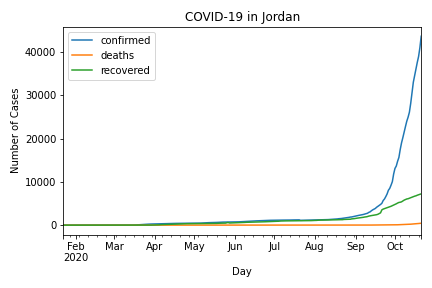 COVID-19 in Jordan
confirmed
deaths
recovered
Number of Cases
40000
30000
20000
10000
0
Feb Mar Apr May Jun Jul Aug Sep Oct
2020
Day